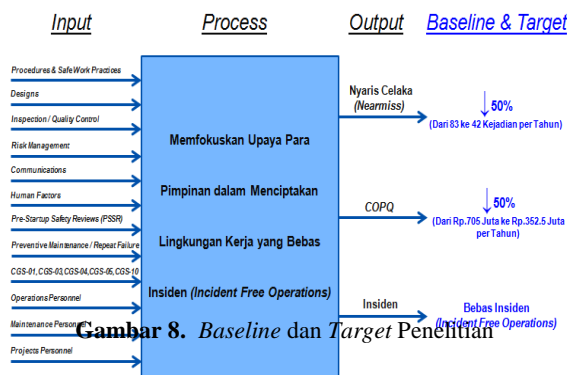 Input
Process
Output
Baseline & Target
Procedures & Safe Work Practices
Designs
Inspection / Quality Control
Risk Management
Communications
Human Factors
Pre-Startup Safety Reviews (PSSR)
Preventive Maintenance / Repeat Failure
CGS-01, CGS-03, CGS-04, CGS-05, CGS-10
Operations Personnel
Maintenance Personnel
Projects Personnel
Memfokuskan Upaya Para
Pimpinan dalam Menciptakan
Lingkungan Kerja yang Bebas
Insiden (Incident Free Operations)
Nyaris Celaka
(Nearmiss)
COPQ
Insiden
50%
(Dari 83 ke 42 Kejadian per Tahun)
50%
(Dari Rp.705 Juta ke Rp.352.5 Juta
per Tahun)
Bebas Insiden
(Incident Free Operations)
Gambar 8. Baseline dan Target Penelitian